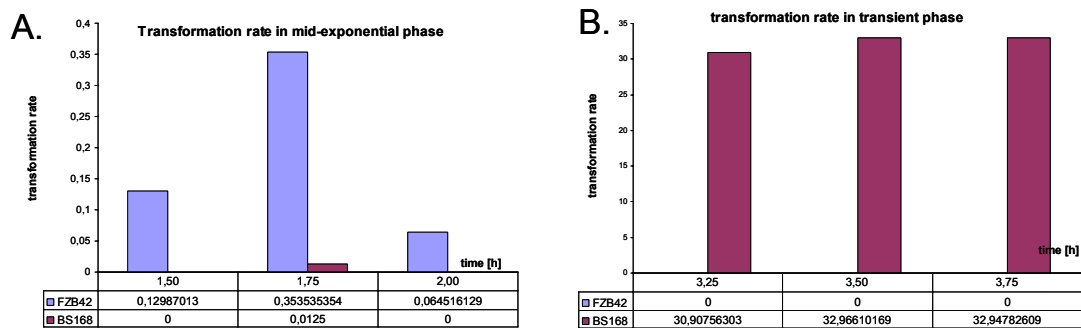 A.
Transformation rate in mid-exponential phase
transformation rate
0,4
0,35
0,3
0,25
0,2
0,15
0,1
0,05
0
time [h]
1,50 1,75 2,00
FZB42 0,12987013 0,353535354 0,064516129
BS168 0 0,0125 0
B.
transformation rate in transient phase
transformation rate
35
30
25
20
15
10
5
0
time [h]
3,25 3,50 3,75
FZB42 0 0 0
BS168 30,90756303 32,96610169 32,94782609